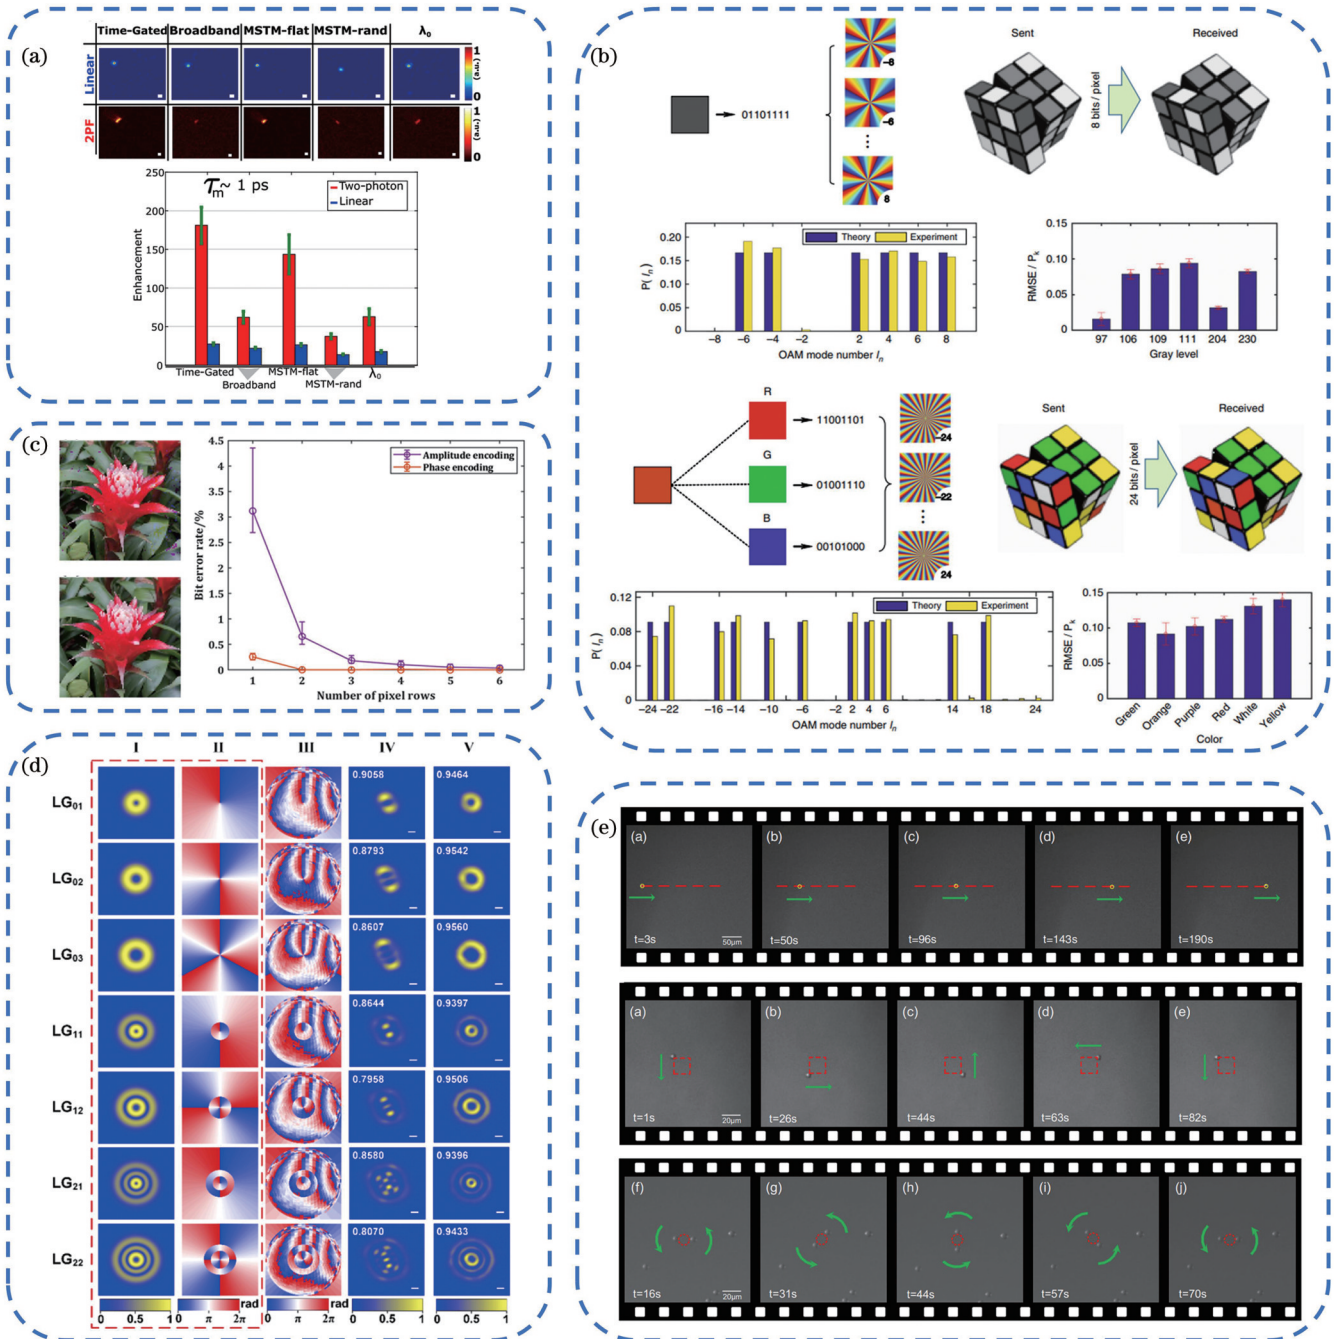 (a)
Time-Gated Broadband MSTM-flat MSTM-rand λ0
Linear
1
(n.a.)
0
2PF
1
(n.a.)
0
250
200
150
100
50
0
Enhancement
τm~ 1 ps
Two-photon
Linear
Time-Gated
Broadband
MSTM-flat
MSTM-rand
λ0
(b)
01101111
−8
−6
⋮
8
Sent
Received
8 bits / pixel
0.20
0.15
0.10
0.05
0
P( ln)
Theory
Experiment
−8 −6 −4 −2 2 4 6 8
OAM mode number ln
0.15
0.10
0.05
0
RMSE / Pk
97 106 109 111 204 230
Gray level
R
11001101
G
01001110
B
00101000
−24
−22
⋮
24
Sent
Received
24 bits / pixel
0.12
0.08
0.04
0
P( ln)
Theory
Experiment
−24 −22 −16 −14 −10 −6 −2 2 4 6 14 18 24
OAM mode number ln
0.15
0.10
0.05
0
RMSE / Pk
Green Orange Purple Red White Yellow
Color
(c)
4.5
4
3.5
3
2.5
2
1.5
1
0.5
0
Bit error rate/%
Amplitude encoding
Phase encoding
1 2 3 4 5 6
Number of pixel rows
(d)
I II III IV V
LG01 0.9058 0.9464
LG02 0.8793 0.9542
LG03 0.8607 0.9560
LG11 0.8644 0.9397
LG12 0.7958 0.9506
LG21 0.8580 0.9396
LG22 0.8070 0.9433
rad rad
0 1 0 π 2π 0 π 2π 0 1 0 1
(e)
(a) (b) (c) (d) (e)
t=3s 50μm t=50s t=96s t=143s t=190s
(a) (b) (c) (d) (e)
t=1s 20μm t=26s t=44s t=63s t=82s
(f) (g) (h) (i) (j)
t=16s 20μm t=31s t=44s t=57s t=70s